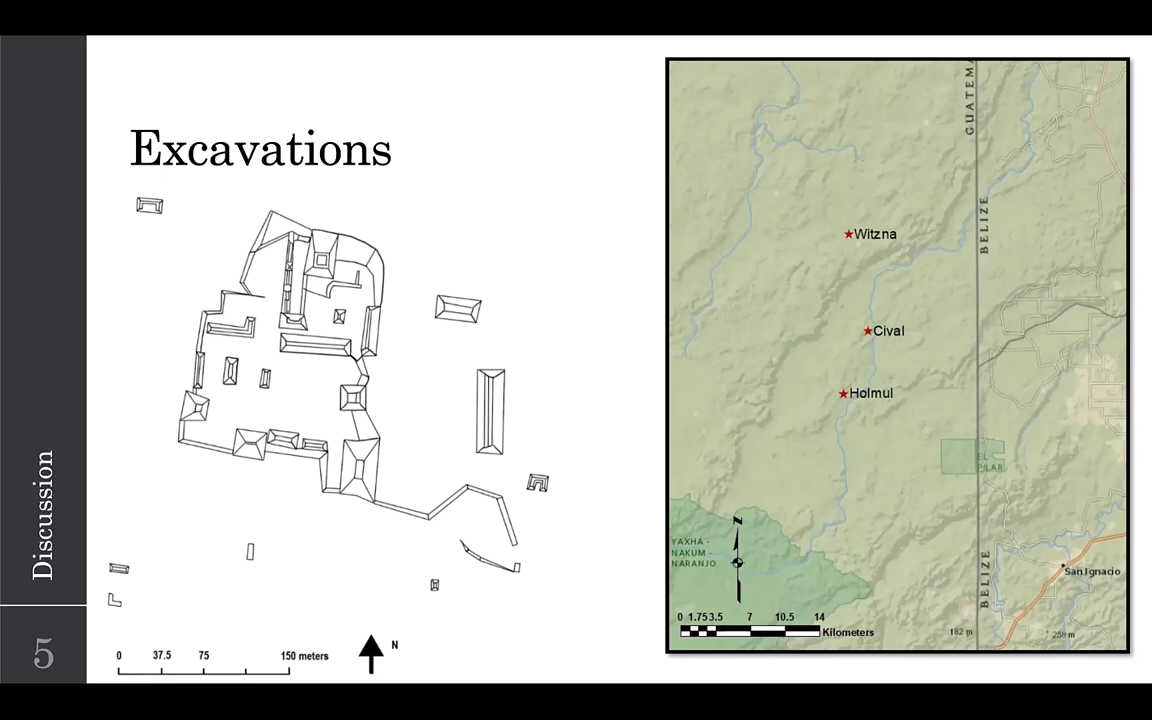 Excavations
Discussion
5
0 37.5 75 150 meters
N
GUATEMA
BELIZE
Witzna
Cival
Holmul
EL
PILAR
YAXHA -
NAKUM -
NARANJO
N
BELIZE
San Ignacio
0 1.75 3.5 7 10.5 14
Kilometers
182 m
258 m